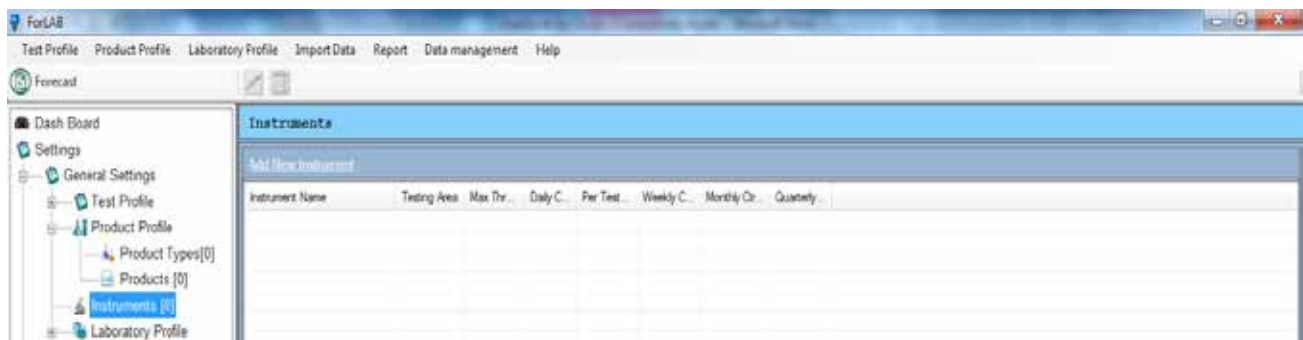 ForLAB
Test Profile Product Profile Laboratory Profile Import Data Report Data management Help
Forecast
Dash Board
Settings
General Settings
Test Profile
Product Profile
Product Types[0]
Products [0]
Instruments [0]
Laboratory Profile
Instruments
Add New Instrument
Instrument Name Testing Area Max Thr... Daily C... Per Test... Weekly C... Monthly Ctr... Quarterly...